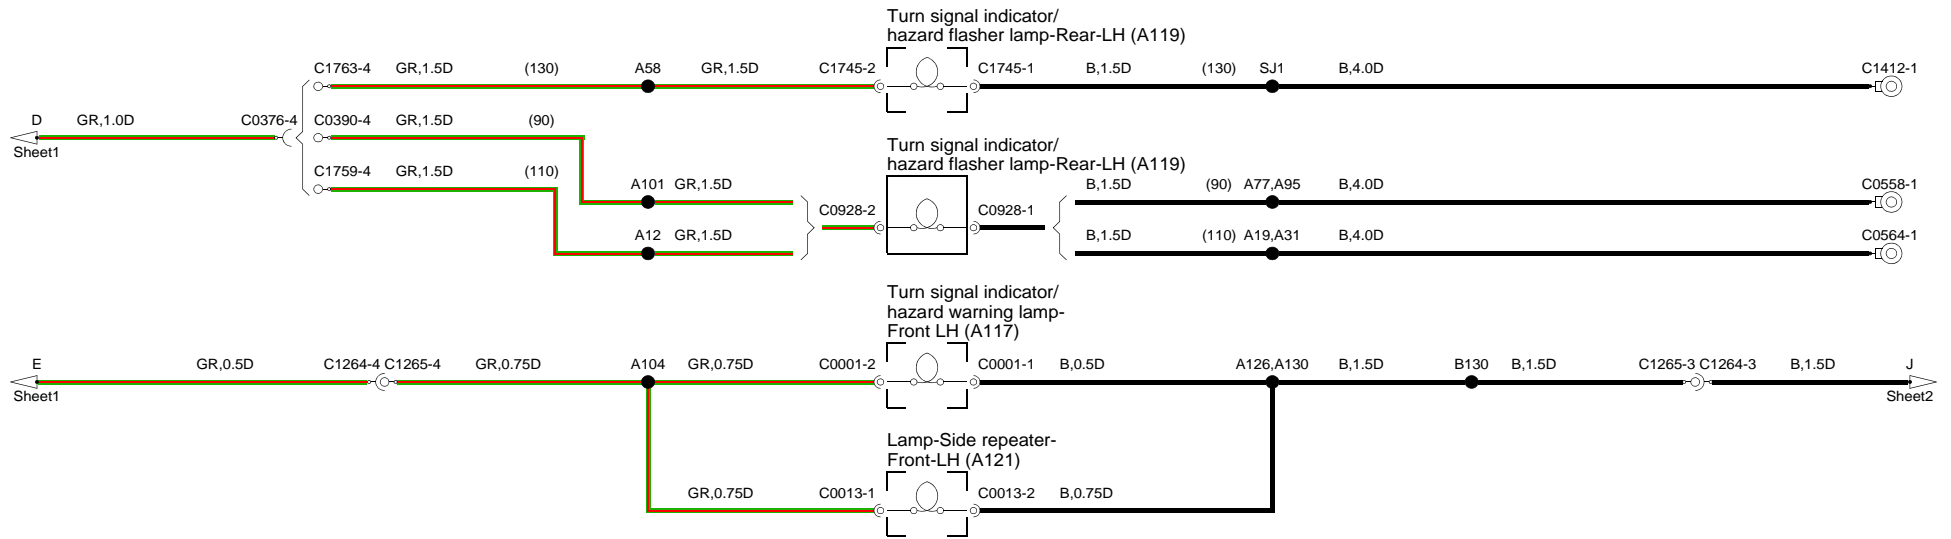 Turn signal indicator/
hazard flasher lamp-Rear-LH (A119)
C1763-4 GR,1.5D (130) A58 GR,1.5D C1745-2 C1745-1 B,1.5D (130) SJ1 B,4.0D C1412-1
D GR,1.0D C0376-4 C0390-4 GR,1.5D (90)
Sheet1
Turn signal indicator/
hazard flasher lamp-Rear-LH (A119)
C1759-4 GR,1.5D (110)
A101 GR,1.5D B,1.5D (90) A77,A95 B,4.0D C0558-1
C0928-2 C0928-1
A12 GR,1.5D B,1.5D (110) A19,A31 B,4.0D C0564-1
Turn signal indicator/
hazard warning lamp-
Front LH (A117)
E GR,0.5D C1264-4 C1265-4 GR,0.75D A104 GR,0.75D C0001-2 C0001-1 B,0.5D A126,A130 B,1.5D B130 B,1.5D C1265-3 C1264-3 B,1.5D J
Sheet1 Sheet2
Lamp-Side repeater-
Front-LH (A121)
GR,0.75D C0013-1 C0013-2 B,0.75D